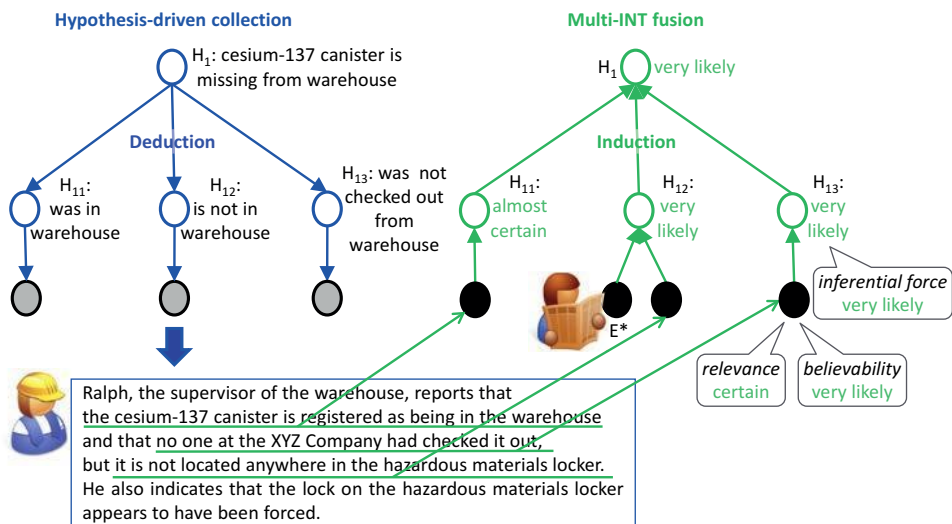 Hypothesis-driven collection
H₁: cesium-137 canister is
missing from warehouse
Deduction
H₁₁:
was in
warehouse
H₁₂:
is not in
warehouse
H₁₃: was not
checked out
from
warehouse
Multi-INT fusion
H₁ very likely
Induction
H₁₁:
almost
certain
H₁₂:
very
likely
H₁₃:
very
likely
E*
inferential force
very likely
relevance
certain
believability
very likely
Ralph, the supervisor of the warehouse, reports that
the cesium-137 canister is registered as being in the warehouse
and that no one at the XYZ Company had checked it out,
but it is not located anywhere in the hazardous materials locker.
He also indicates that the lock on the hazardous materials locker
appears to have been forced.